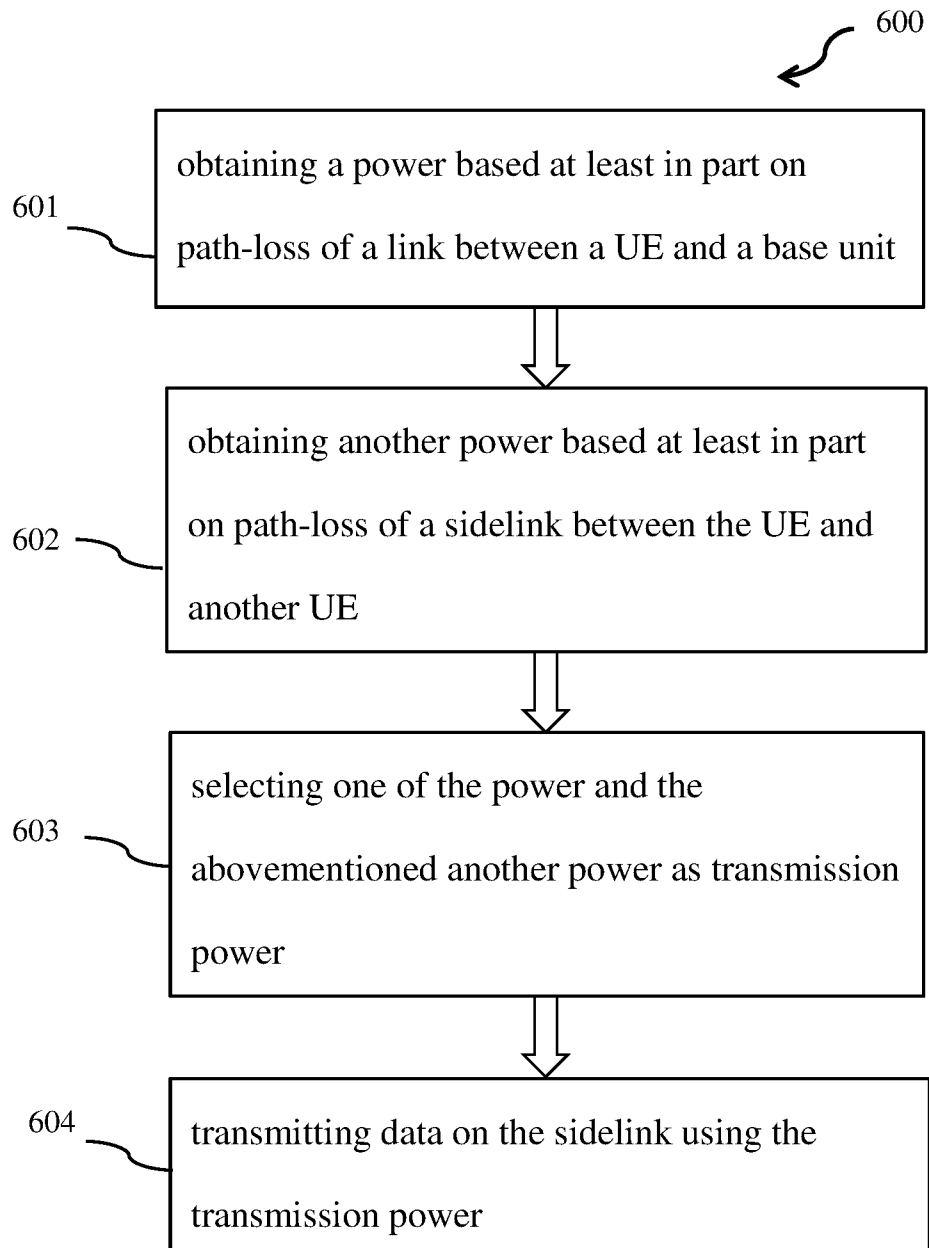 600
601
obtaining a power based at least in part on
path-loss of a link between a UE and a base unit
602
obtaining another power based at least in part
on path-loss of a sidelink between the UE and
another UE
603
selecting one of the power and the
abovementioned another power as transmission
power
604
transmitting data on the sidelink using the
transmission power